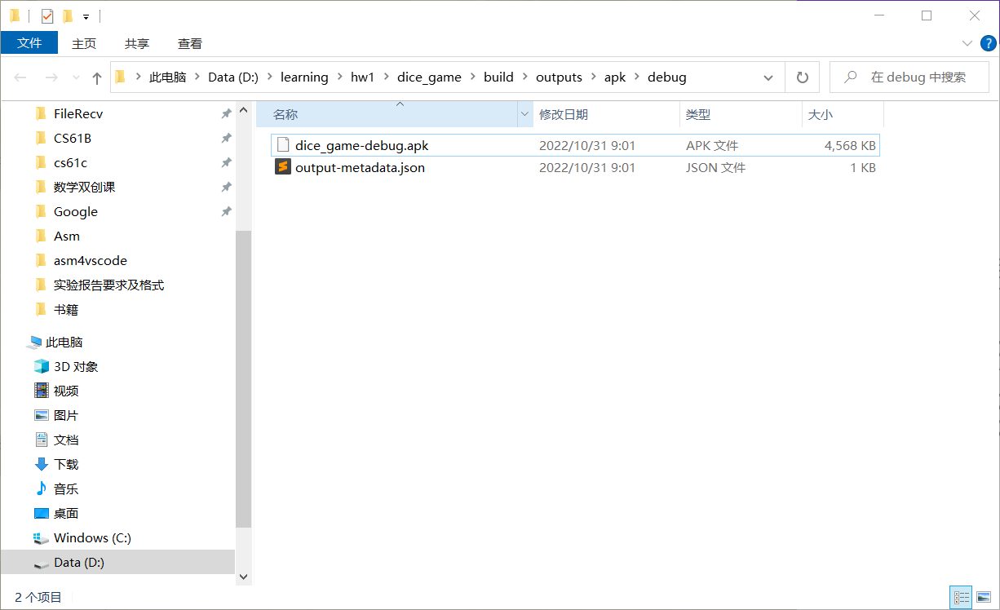 文件 主页 共享 查看
此电脑 Data (D:) learning hw1 dice_game build outputs apk debug 在 debug 中搜索
名称 修改日期 类型 大小
dice_game-debug.apk 2022/10/31 9:01 APK 文件 4,568 KB
output-metadata.json 2022/10/31 9:01 JSON 文件 1 KB
FileRecv
CS61B
cs61c
数学双创课
Google
Asm
asm4vscode
实验报告要求及格式
书籍
此电脑
3D 对象
视频
图片
文档
下载
音乐
桌面
Windows (C:)
Data (D:)
2 个项目